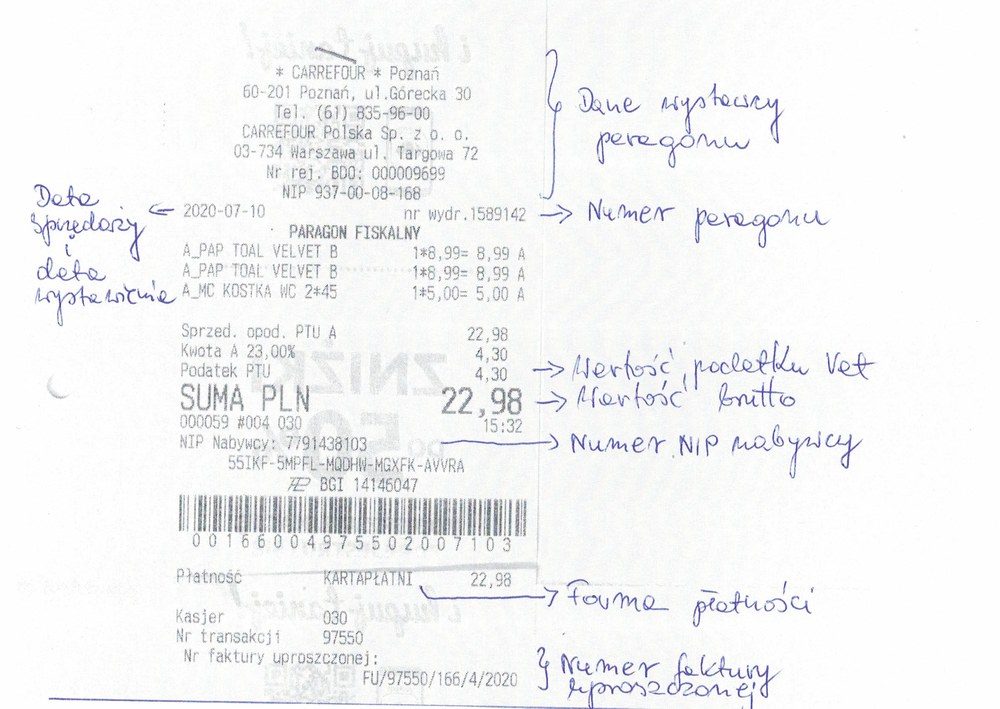 * CARREFOUR * Poznań
60-201 Poznań, ul.Górecka 30
Tel. (61) 835-96-00
CARREFOUR Polska Sp. z o. o.
03-734 Warszawa ul. Targowa 72
Nr rej. BDO: 000009699
NIP 937-00-08-168
Dane wystawcy
paragonu
Data
sprzedaży
i
data
wystawienia
2020-07-10 nr wydr.1589142
Numer paragonu
PARAGON FISKALNY
A_PAP TOAL VELVET B 1*8,99= 8,99 A
A_PAP TOAL VELVET B 1*8,99= 8,99 A
A_MC KOSTKA WC 2*45 1*5,00= 5,00 A
Sprzed. opod. PTU A 22,98
Kwota A 23,00% 4,30
Podatek PTU 4,30
Wartość podatku Vat
SUMA PLN 22,98
Wartość brutto
000059 #004 030 15:32
NIP Nabywcy: 7791438103
Numer NIP nabywcy
55IKF-5MPFL-MQDHW-MGXFK-AVVRA
BGI 14146047
00166004975502007103
Płatność KARTAPŁATNI 22,98
Forma płatności
Kasjer 030
Nr transakcji 97550
Nr faktury uproszczonej:
FU/97550/166/4/2020
Numer faktury
uproszczonej